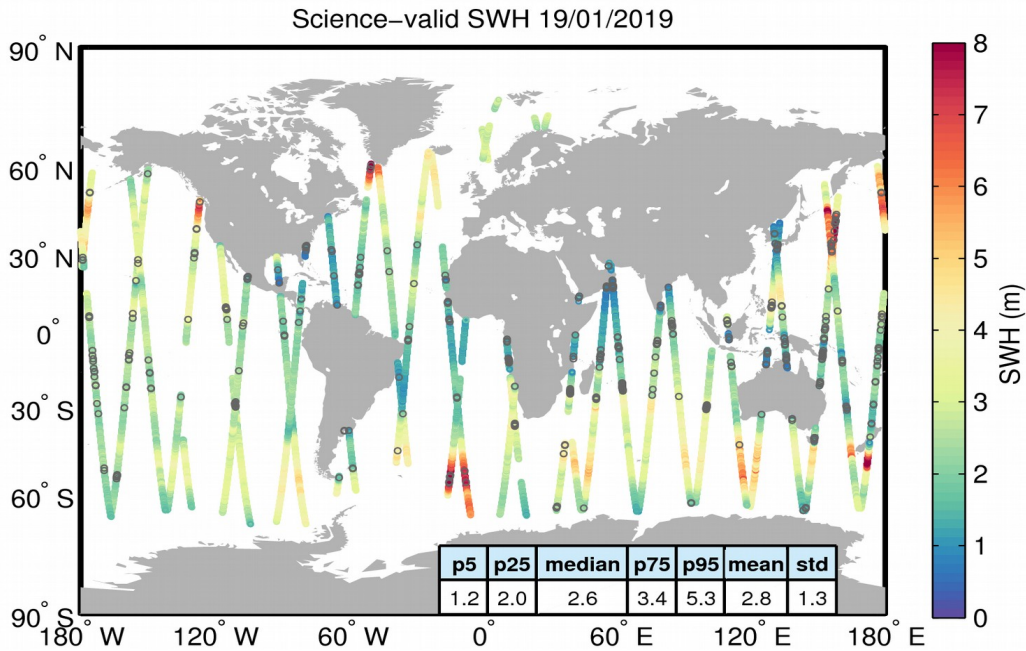 Science−valid SWH 19/01/2019
90° N
60° N
30° N
0°
30° S
60° S
90° S
180° W 120° W 60° W 0° 60° E 120° E 180° E
p5 p25 median p75 p95 mean std
1.2 2.0 2.6 3.4 5.3 2.8 1.3
8
7
6
5
4
3
2
1
0
SWH (m)